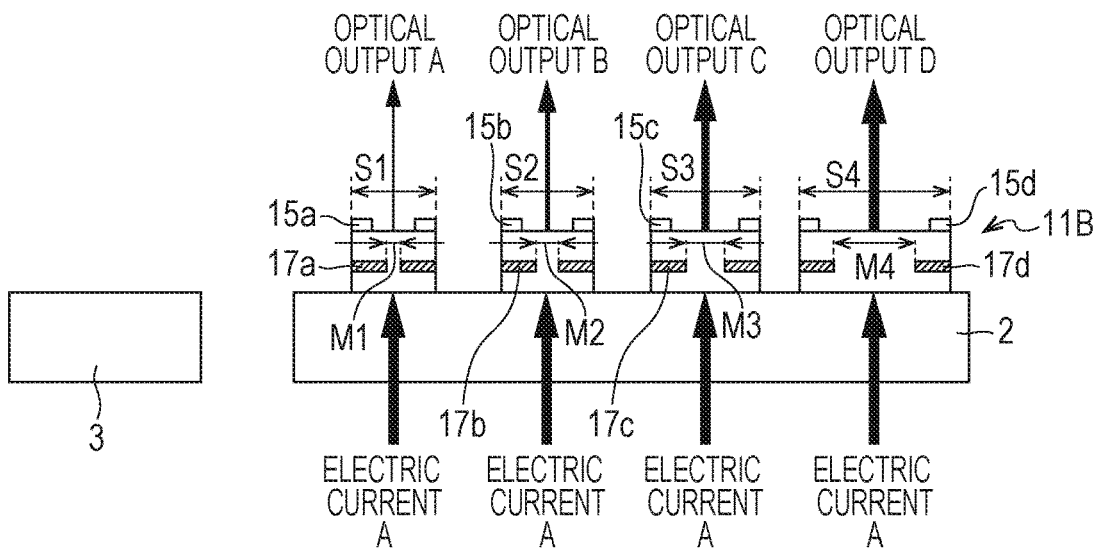 OPTICAL OUTPUT A
OPTICAL OUTPUT B
OPTICAL OUTPUT C
OPTICAL OUTPUT D
15b
15c
S1
S2
S3
S4
15a
15d
11B
17a
17d
M4
M1
M2
M3
2
3
17b
17c
ELECTRIC CURRENT A
ELECTRIC CURRENT A
ELECTRIC CURRENT A
ELECTRIC CURRENT A